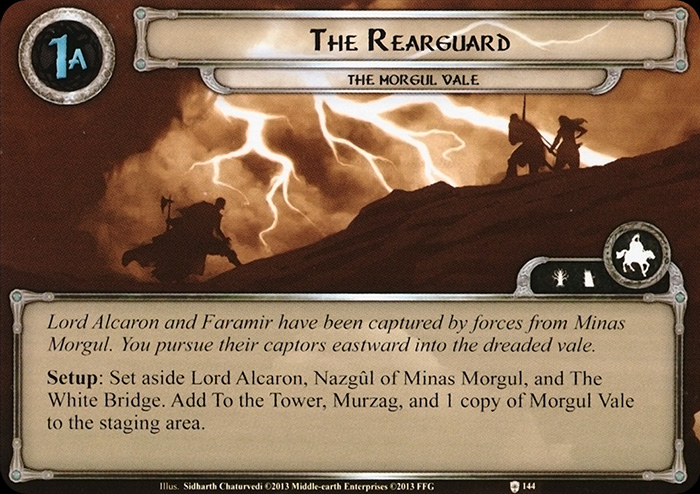 1A
THE REARGUARD
THE MORGUL VALE
Lord Alcaron and Faramir have been captured by forces from Minas
Morgul. You pursue their captors eastward into the dreaded vale.
Setup: Set aside Lord Alcaron, Nazgûl of Minas Morgul, and The
White Bridge. Add To the Tower, Murzag, and 1 copy of Morgul Vale
to the staging area.
Illus. Sidharth Chaturvedi ©2013 Middle-earth Enterprises ©2013 FFG 144